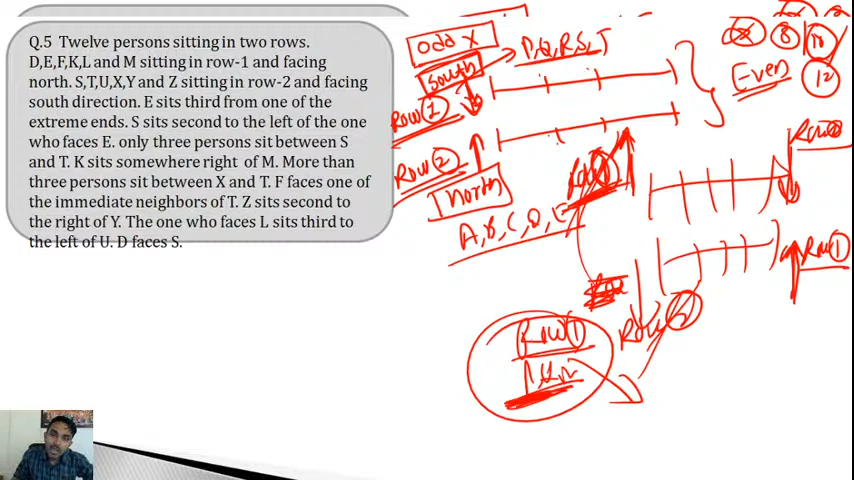 Q.5 Twelve persons sitting in two rows.
D,E,F,K,L and M sitting in row-1 and facing
north. S,T,U,X,Y and Z sitting in row-2 and facing
south direction. E sits third from one of the
extreme ends. S sits second to the left of the one
who faces E. only three persons sit between S
and T. K sits somewhere right of M. More than
three persons sit between X and T. F faces one of
the immediate neighbors of T. Z sits second to
the right of Y. The one who faces L sits third to
the left of U. D faces S.
odd X
South
P,Q,R,S,T
8
10
Even
12
Row 1
Row 2
North
A,B,C,D,E
Row 1
Row 1